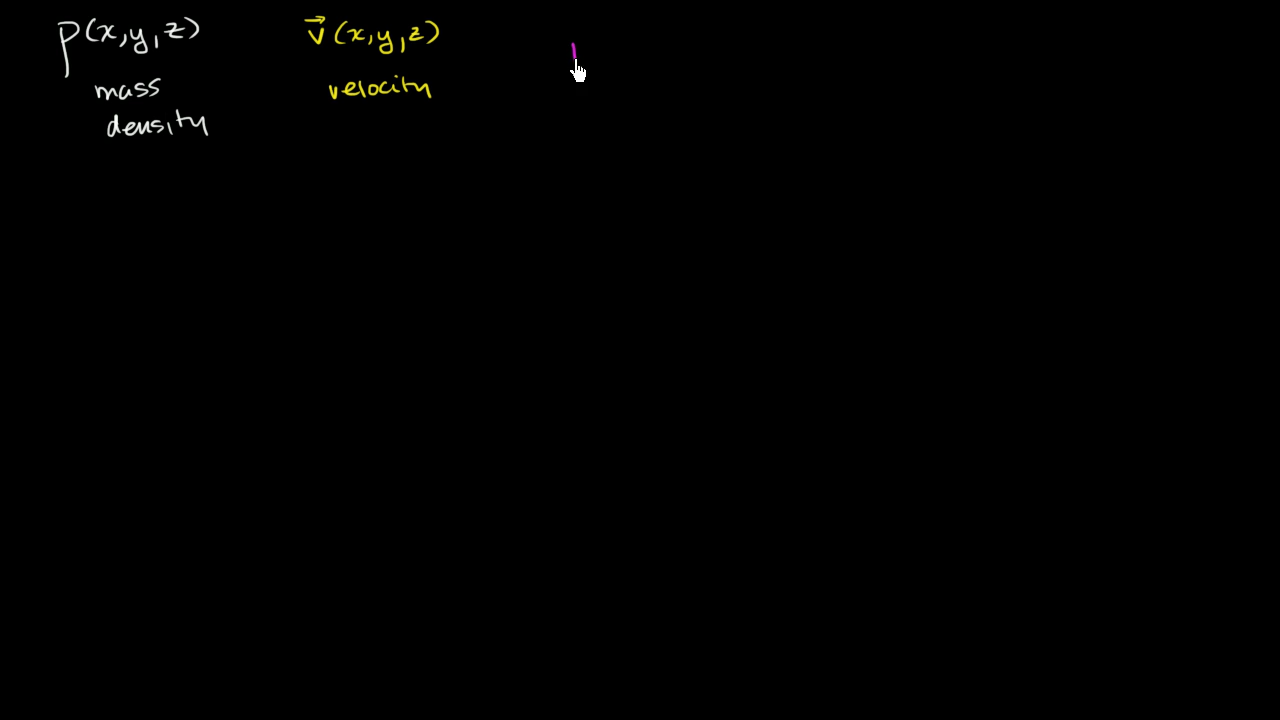 ρ(x,y,z)
mass
density
v⃗(x,y,z)
velocity